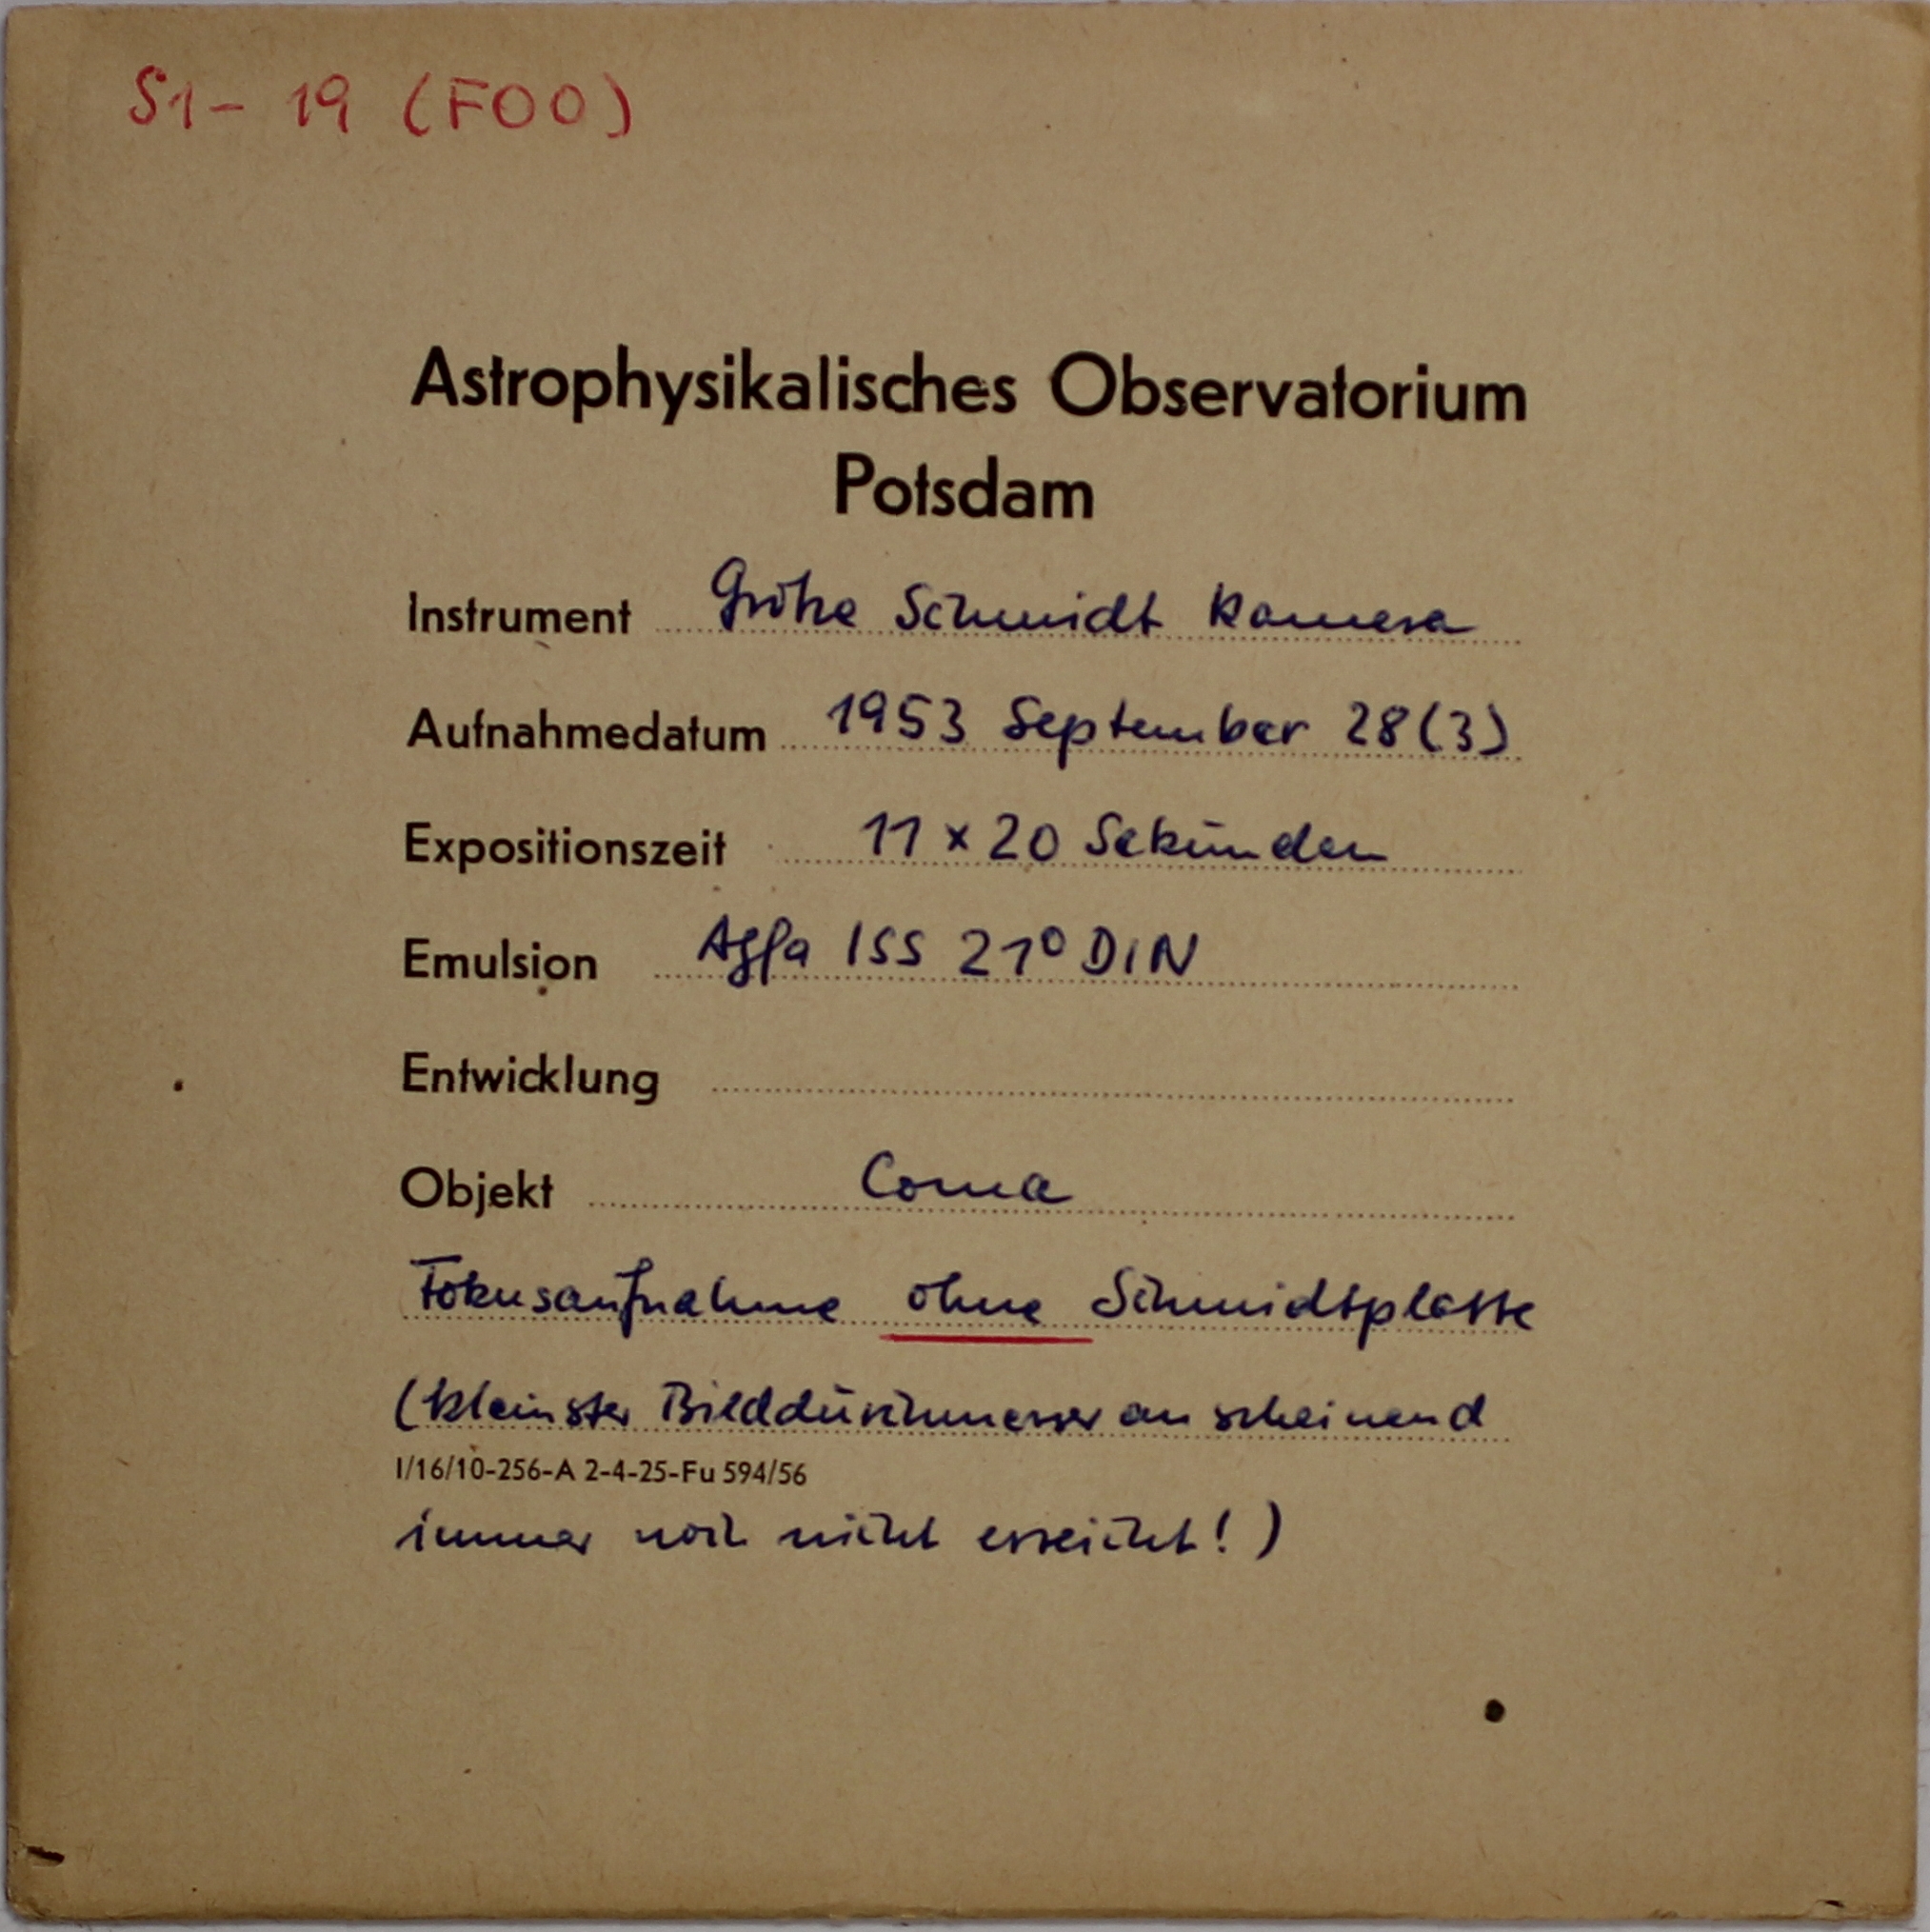 S1- 19 (FOO)
Astrophysikalisches Observatorium
Potsdam
Instrument Große Schmidt Kamera
Aufnahmedatum 1953 September 28(3)
Expositionszeit 11 x 20 Sekunden
Emulsion Agfa ISS 21° DIN
Entwicklung
Objekt Coma
Fokusaufnahme ohne Schmidtplatte
(kleinster Bilddurchmesser anscheinend
I/16/10-256-A 2-4-25-Fu 594/56
immer noch nicht erreicht!)